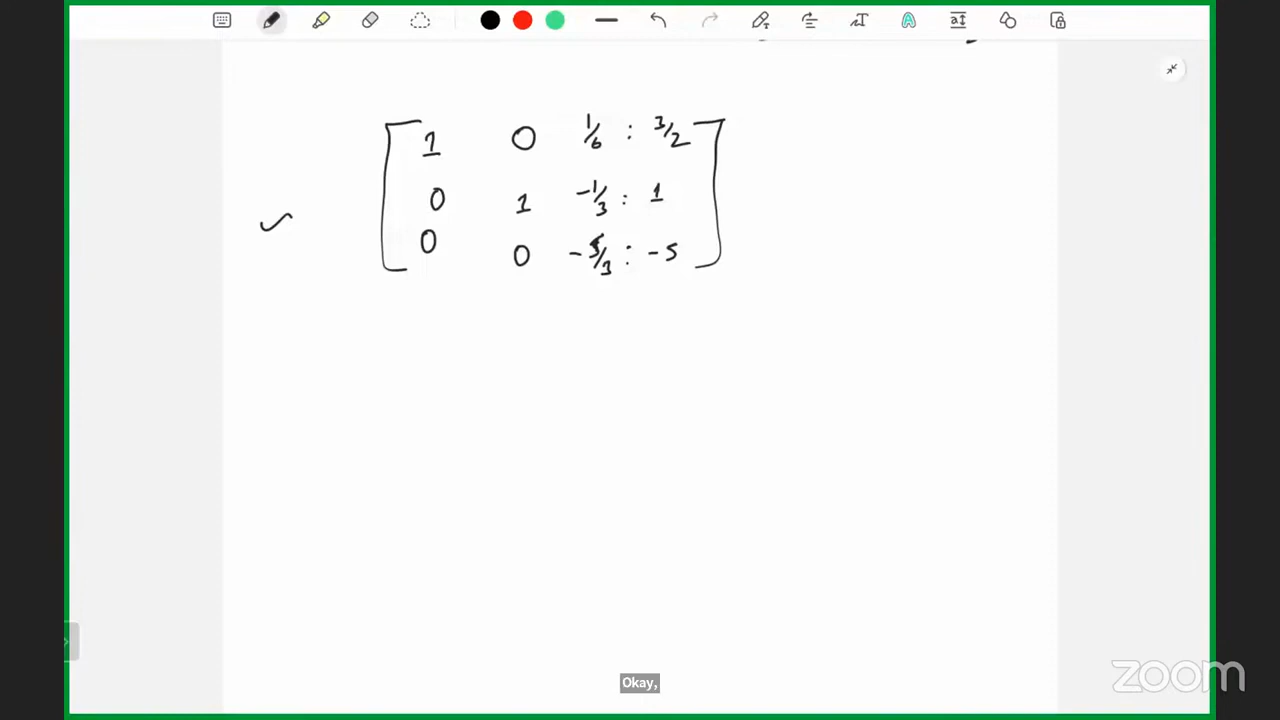 1 0 1/6 : 3/2
0 1 -1/3 : 1
~
0 0 -5/3 : -5
Okay,
zoom